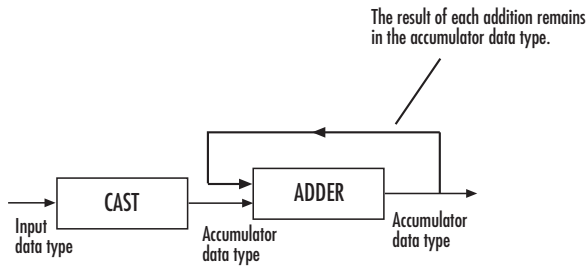 The result of each addition remains
in the accumulator data type.
CAST
ADDER
Input
data type
Accumulator
data type
Accumulator
data type